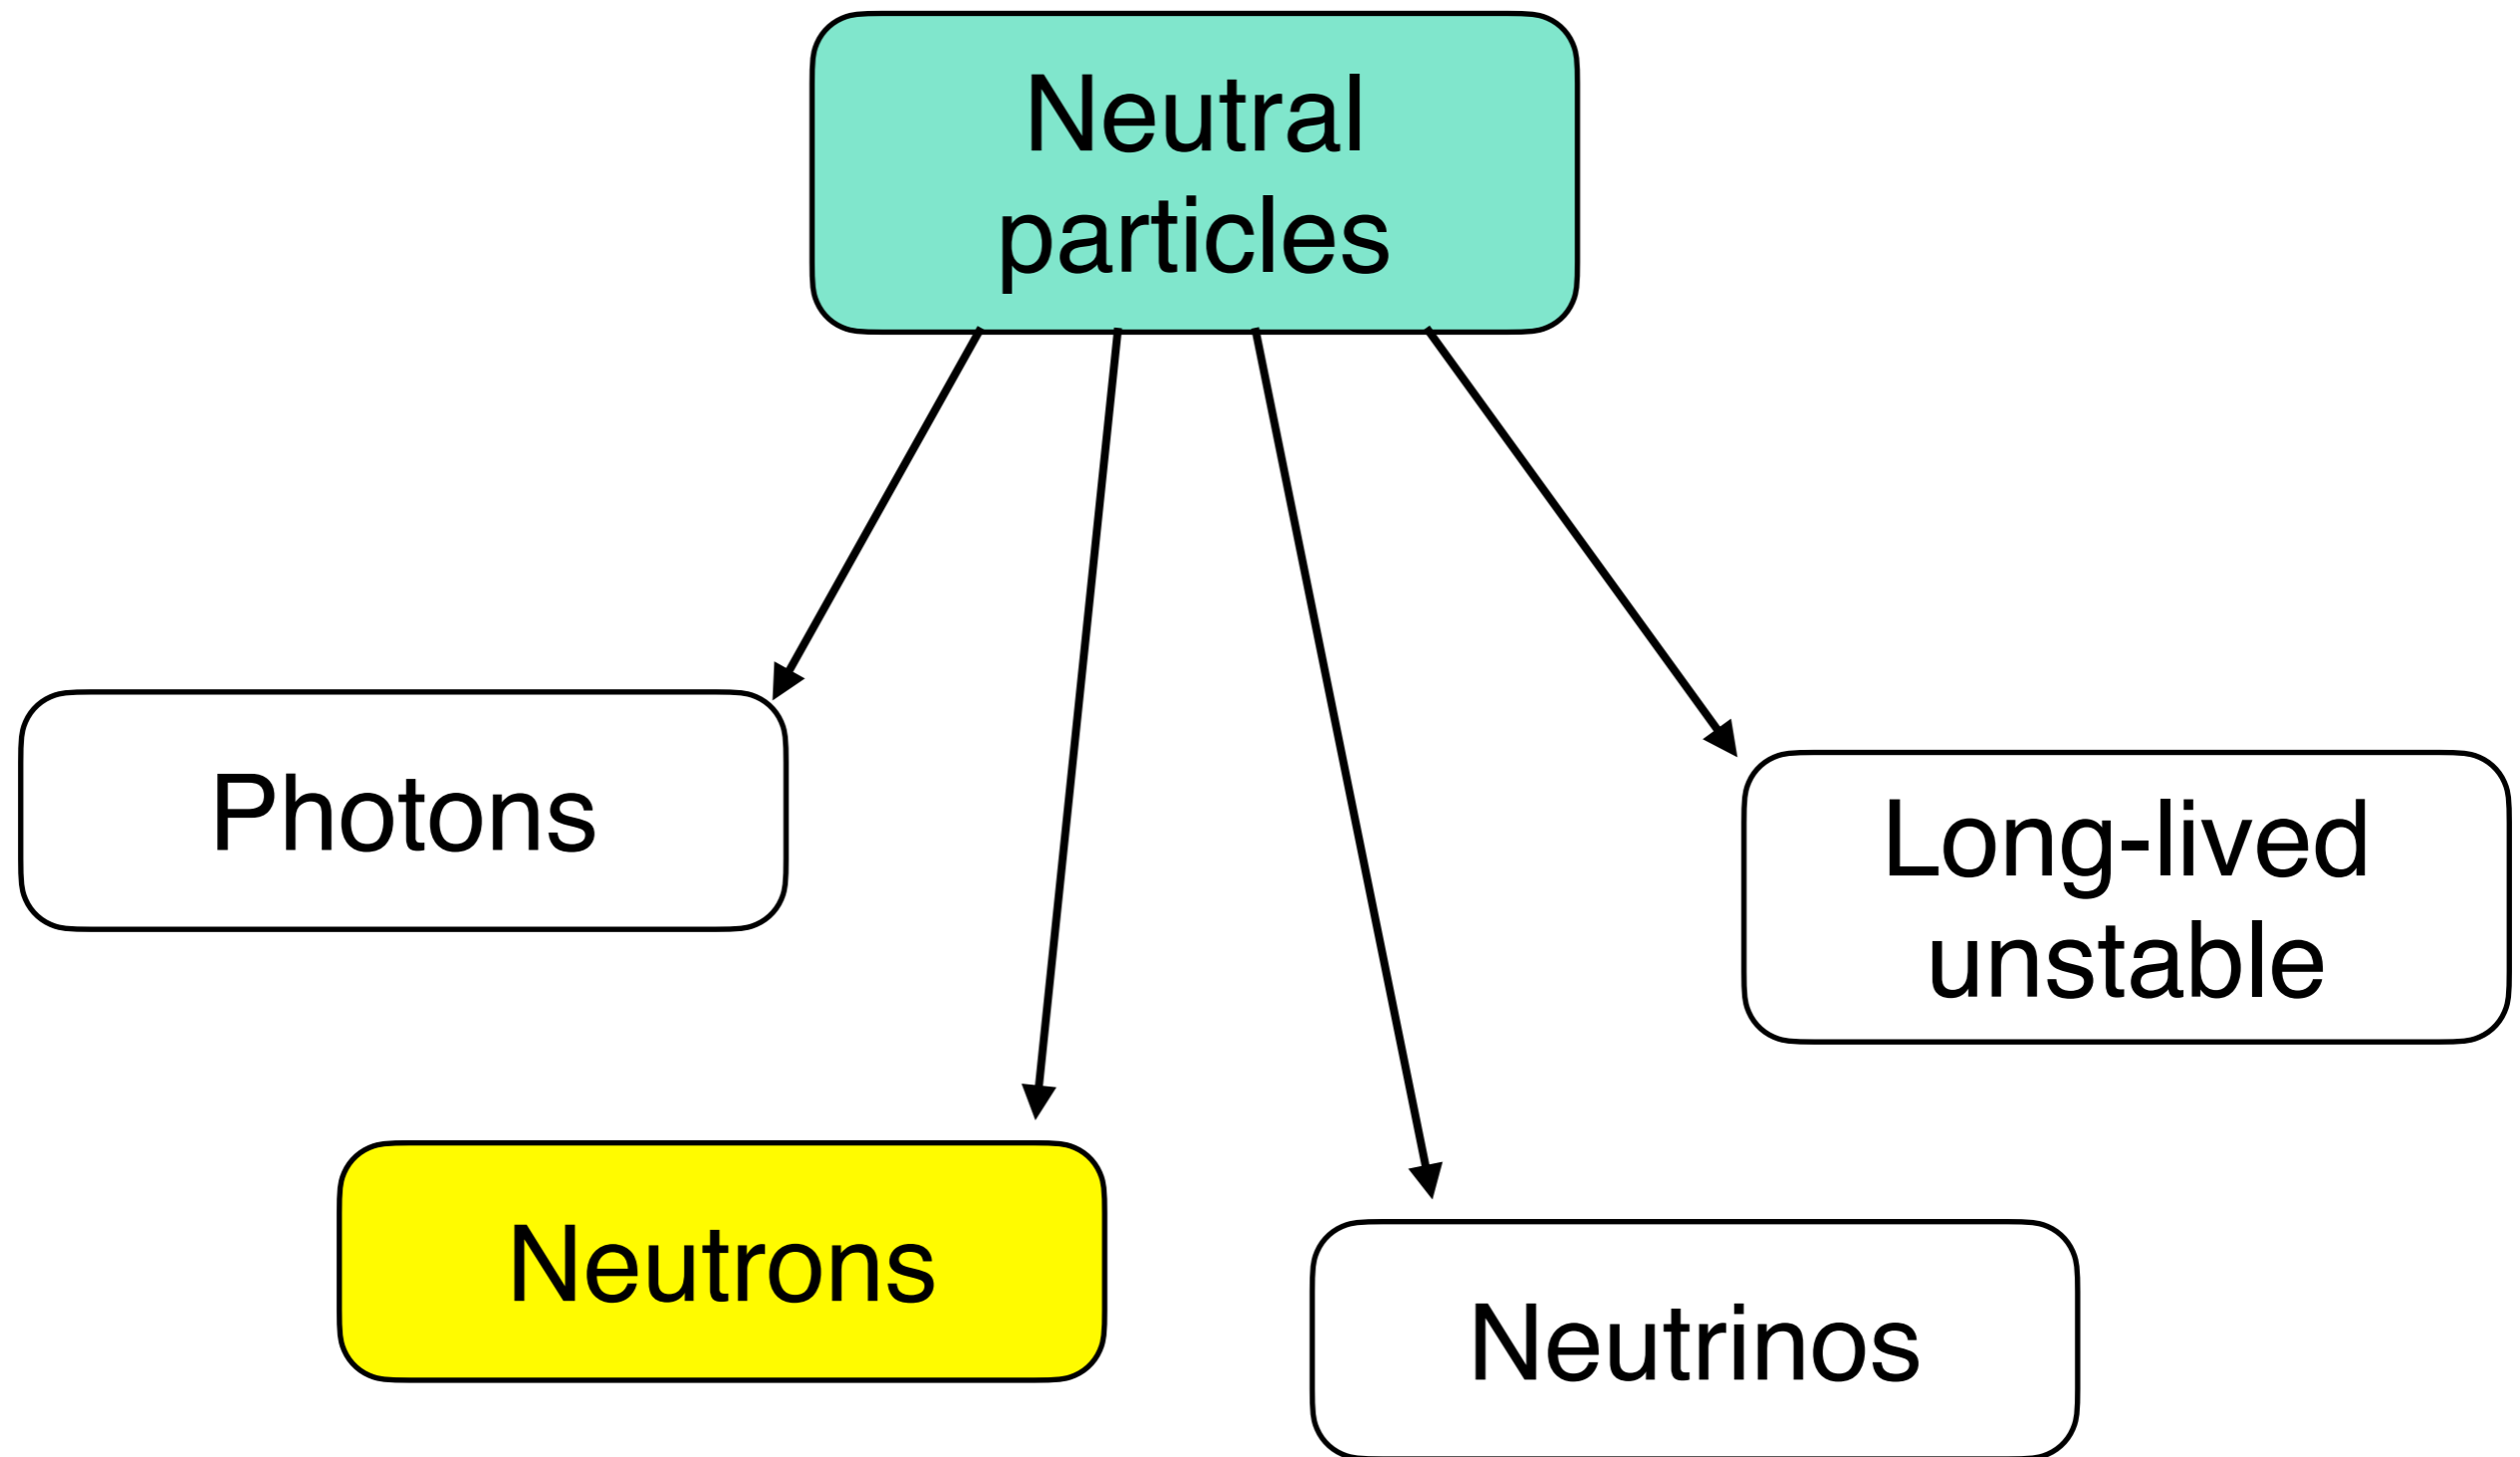 Neutral
particles
Photons
Long-lived
unstable
Neutrons
Neutrinos